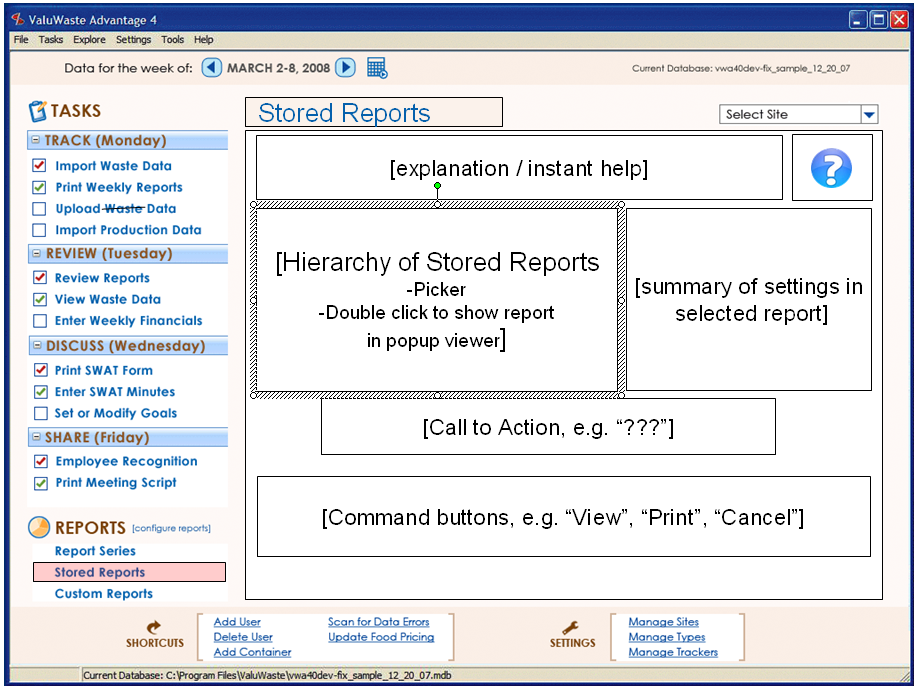 ValuWaste Advantage 4
File Tasks Explore Settings Tools Help
Data for the week of: MARCH 2-8, 2008 Current Database: vwa40dev-fix_sample_12_20_07
TASKS
TRACK (Monday)
Import Waste Data
Print Weekly Reports
Upload Waste Data
Import Production Data
REVIEW (Tuesday)
Review Reports
View Waste Data
Enter Weekly Financials
DISCUSS (Wednesday)
Print SWAT Form
Enter SWAT Minutes
Set or Modify Goals
SHARE (Friday)
Employee Recognition
Print Meeting Script
REPORTS [configure reports]
Report Series
Stored Reports
Custom Reports
Stored Reports
Select Site
[explanation / instant help]
?
[Hierarchy of Stored Reports
-Picker
-Double click to show report
in popup viewer]
[summary of settings in
selected report]
[Call to Action, e.g. “???”]
[Command buttons, e.g. “View”, “Print”, “Cancel”]
SHORTCUTS
Add User
Delete User
Add Container
Scan for Data Errors
Update Food Pricing
SETTINGS
Manage Sites
Manage Types
Manage Trackers
Current Database: C:\Program Files\ValuWaste\vwa40dev-fix_sample_12_20_07.mdb